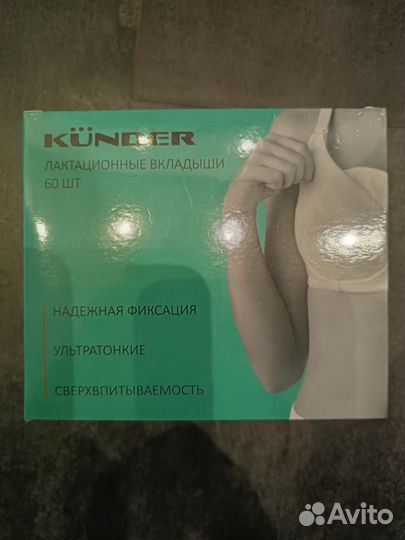 KÜNDER
ЛАКТАЦИОННЫЕ ВКЛАДЫШИ
60 ШТ
НАДЕЖНАЯ ФИКСАЦИЯ
УЛЬТРАТОНКИЕ
СВЕРХВПИТЫВАЕМОСТЬ
Avito